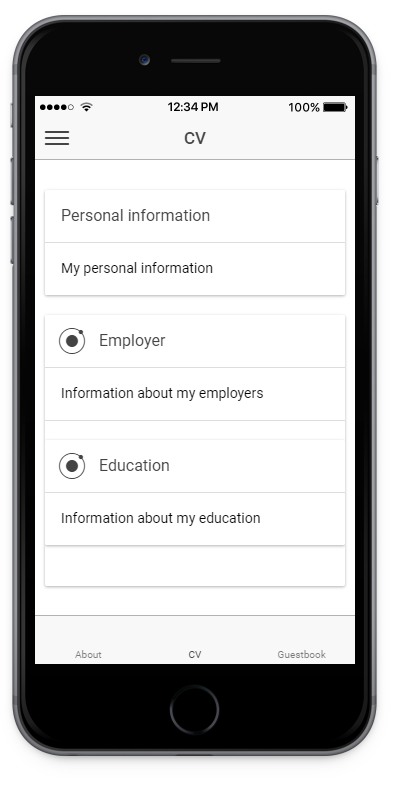 12:34 PM 100%
CV
Personal information
My personal information
Employer
Information about my employers
Education
Information about my education
About CV Guestbook